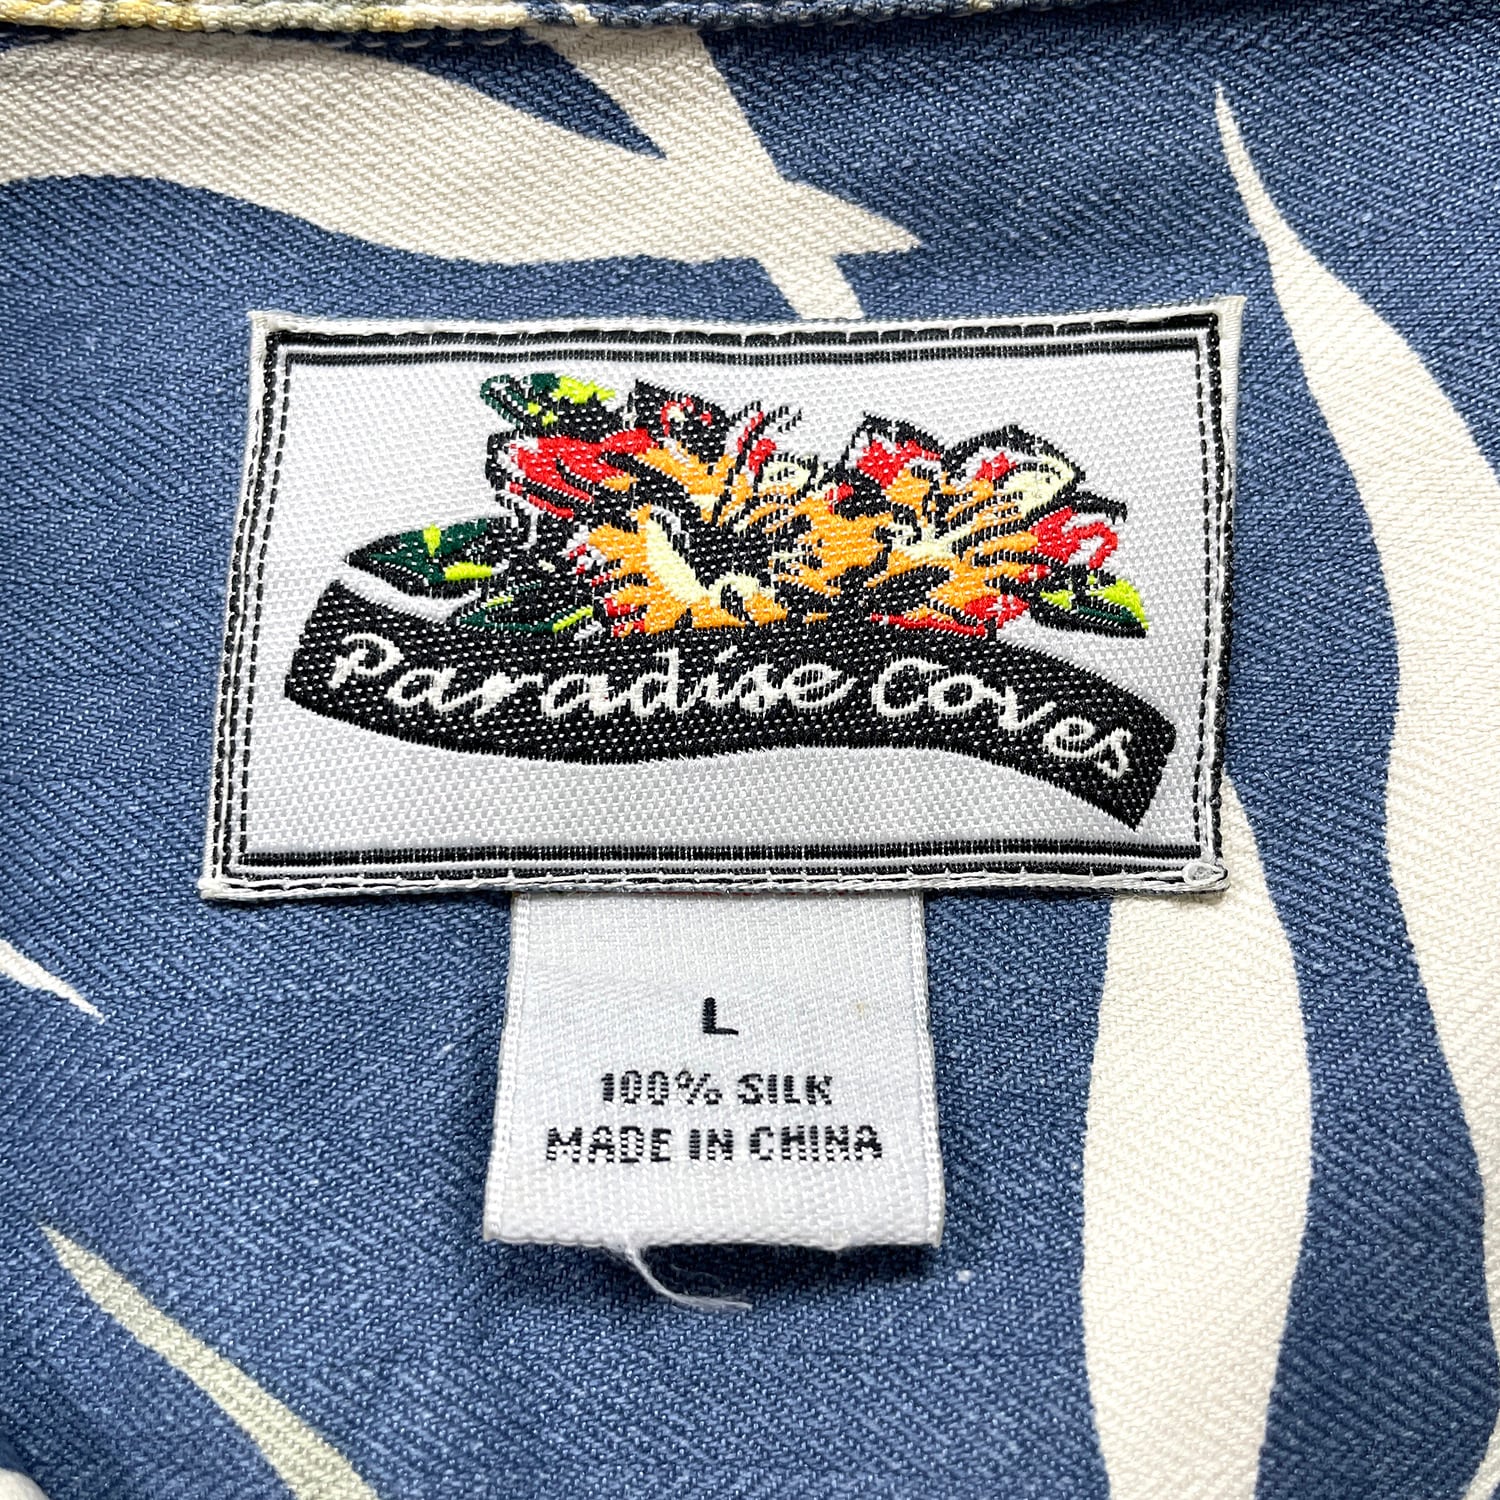 Paradise Coves
L
100% SILK
MADE IN CHINA